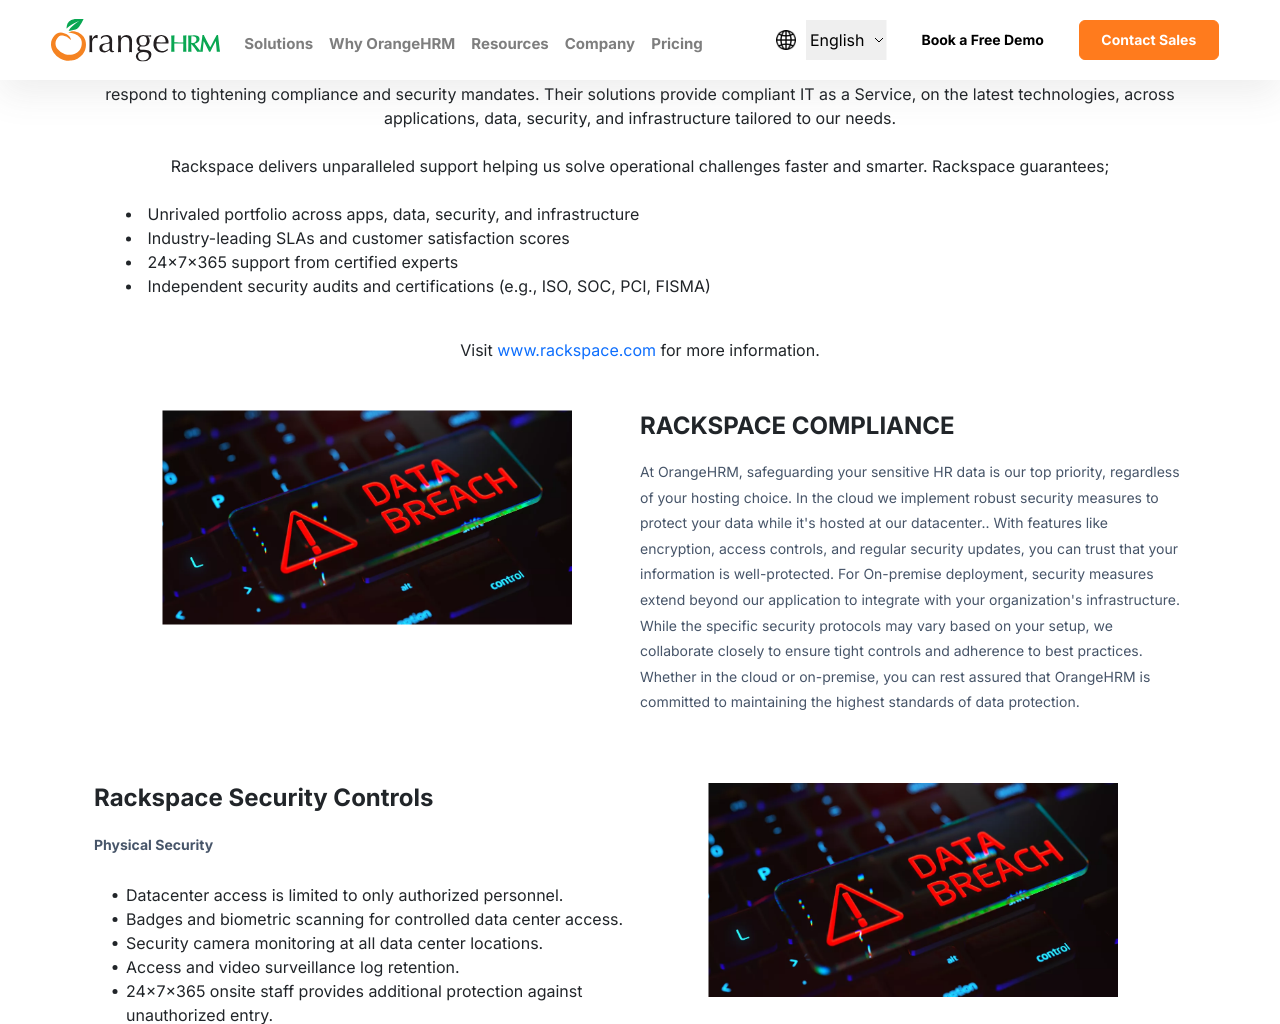 OrangeHRM
Solutions Why OrangeHRM Resources Company Pricing
English
Book a Free Demo
Contact Sales
respond to tightening compliance and security mandates. Their solutions provide compliant IT as a Service, on the latest technologies, across
applications, data, security, and infrastructure tailored to our needs.
Rackspace delivers unparalleled support helping us solve operational challenges faster and smarter. Rackspace guarantees;
• Unrivaled portfolio across apps, data, security, and infrastructure
• Industry-leading SLAs and customer satisfaction scores
• 24×7×365 support from certified experts
• Independent security audits and certifications (e.g., ISO, SOC, PCI, FISMA)
Visit www.rackspace.com for more information.
DATA
BREACH
P
L
shift
alt
control
option
RACKSPACE COMPLIANCE
At OrangeHRM, safeguarding your sensitive HR data is our top priority, regardless
of your hosting choice. In the cloud we implement robust security measures to
protect your data while it's hosted at our datacenter.. With features like
encryption, access controls, and regular security updates, you can trust that your
information is well-protected. For On-premise deployment, security measures
extend beyond our application to integrate with your organization's infrastructure.
While the specific security protocols may vary based on your setup, we
collaborate closely to ensure tight controls and adherence to best practices.
Whether in the cloud or on-premise, you can rest assured that OrangeHRM is
committed to maintaining the highest standards of data protection.
Rackspace Security Controls
Physical Security
• Datacenter access is limited to only authorized personnel.
• Badges and biometric scanning for controlled data center access.
• Security camera monitoring at all data center locations.
• Access and video surveillance log retention.
• 24×7×365 onsite staff provides additional protection against
unauthorized entry.
DATA
BREACH
P
L
shift
alt
control
option